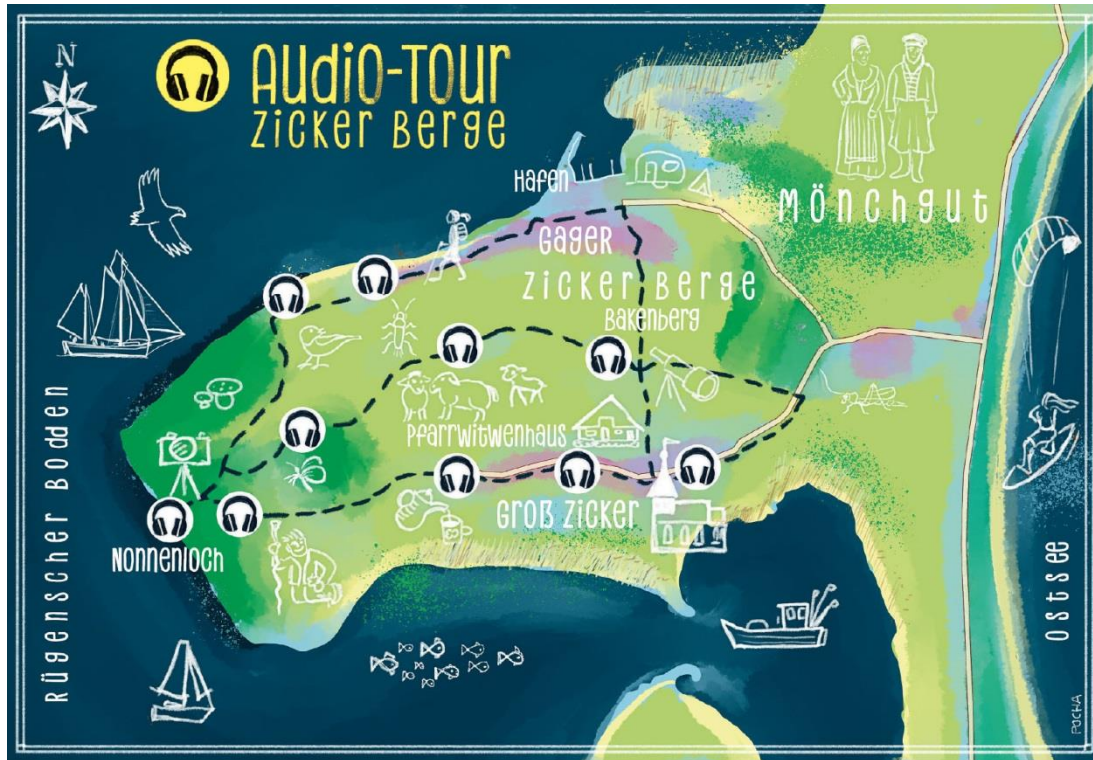 N
AUDIO-TOUR
ZICKER BERGE
Hafen
MÖNCHGUT
GAGER
ZICKER BERGE
BAKENBERG
PFARRWITWENHAUS
GROß ZICKER
NONNENLOCH
RÜGENSCHER BODDEN
OSTSEE
POCHA